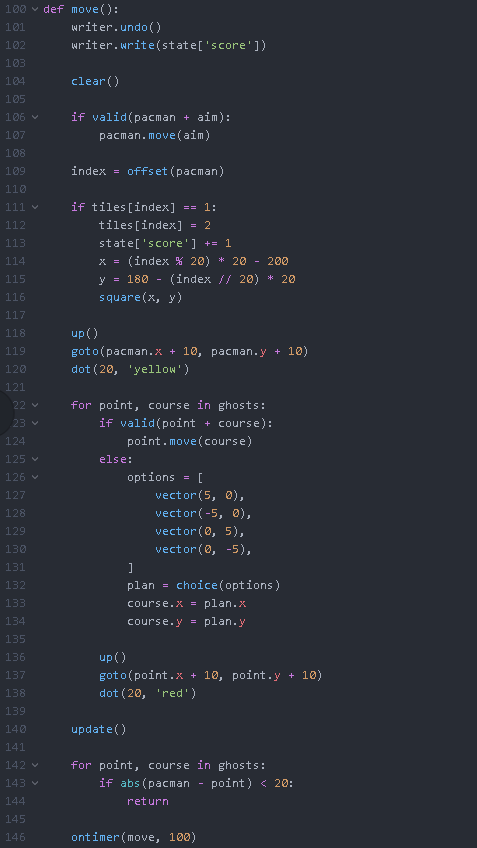 100 def move():
101     writer.undo()
102     writer.write(state['score'])
103
104     clear()
105
106     if valid(pacman + aim):
107         pacman.move(aim)
108
109     index = offset(pacman)
110
111     if tiles[index] == 1:
112         tiles[index] = 2
113         state['score'] += 1
114         x = (index % 20) * 20 - 200
115         y = 180 - (index // 20) * 20
116         square(x, y)
117
118     up()
119     goto(pacman.x + 10, pacman.y + 10)
120     dot(20, 'yellow')
121
22     for point, course in ghosts:
23         if valid(point + course):
124             point.move(course)
125         else:
126             options = [
127                 vector(5, 0),
128                 vector(-5, 0),
129                 vector(0, 5),
130                 vector(0, -5),
131             ]
132             plan = choice(options)
133             course.x = plan.x
134             course.y = plan.y
135
136         up()
137         goto(point.x + 10, point.y + 10)
138         dot(20, 'red')
139
140     update()
141
142     for point, course in ghosts:
143         if abs(pacman - point) < 20:
144             return
145
146     ontimer(move, 100)